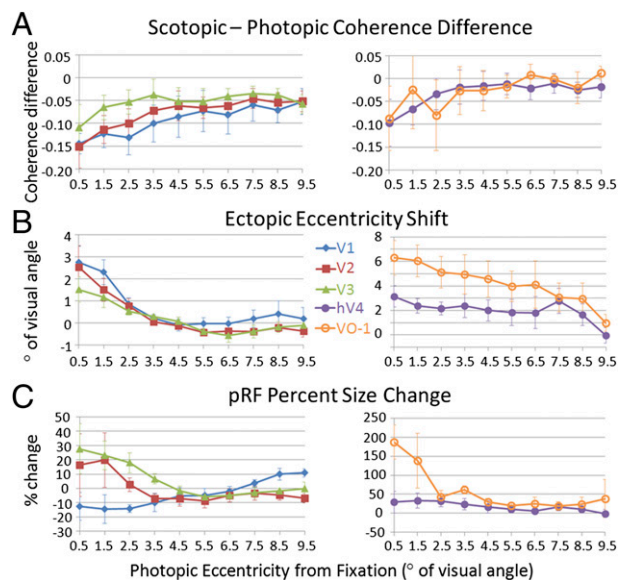 A Scotopic – Photopic Coherence Difference
Coherence difference
0.05
0
-0.05
-0.10
-0.15
-0.20
0.5 1.5 2.5 3.5 4.5 5.5 6.5 7.5 8.5 9.5
0.05
0
-0.05
-0.10
-0.15
-0.20
0.5 1.5 2.5 3.5 4.5 5.5 6.5 7.5 8.5 9.5
B Ectopic Eccentricity Shift
° of visual angle
4
3
2
1
0
-1
0.5 1.5 2.5 3.5 4.5 5.5 6.5 7.5 8.5 9.5
V1
V2
V3
hV4
VO-1
8
6
4
2
0
0.5 1.5 2.5 3.5 4.5 5.5 6.5 7.5 8.5 9.5
C pRF Percent Size Change
% change
50
40
30
20
10
0
-10
-20
-30
0.5 1.5 2.5 3.5 4.5 5.5 6.5 7.5 8.5 9.5
250
200
150
100
50
0
-50
0.5 1.5 2.5 3.5 4.5 5.5 6.5 7.5 8.5 9.5
Photopic Eccentricity from Fixation (° of visual angle)